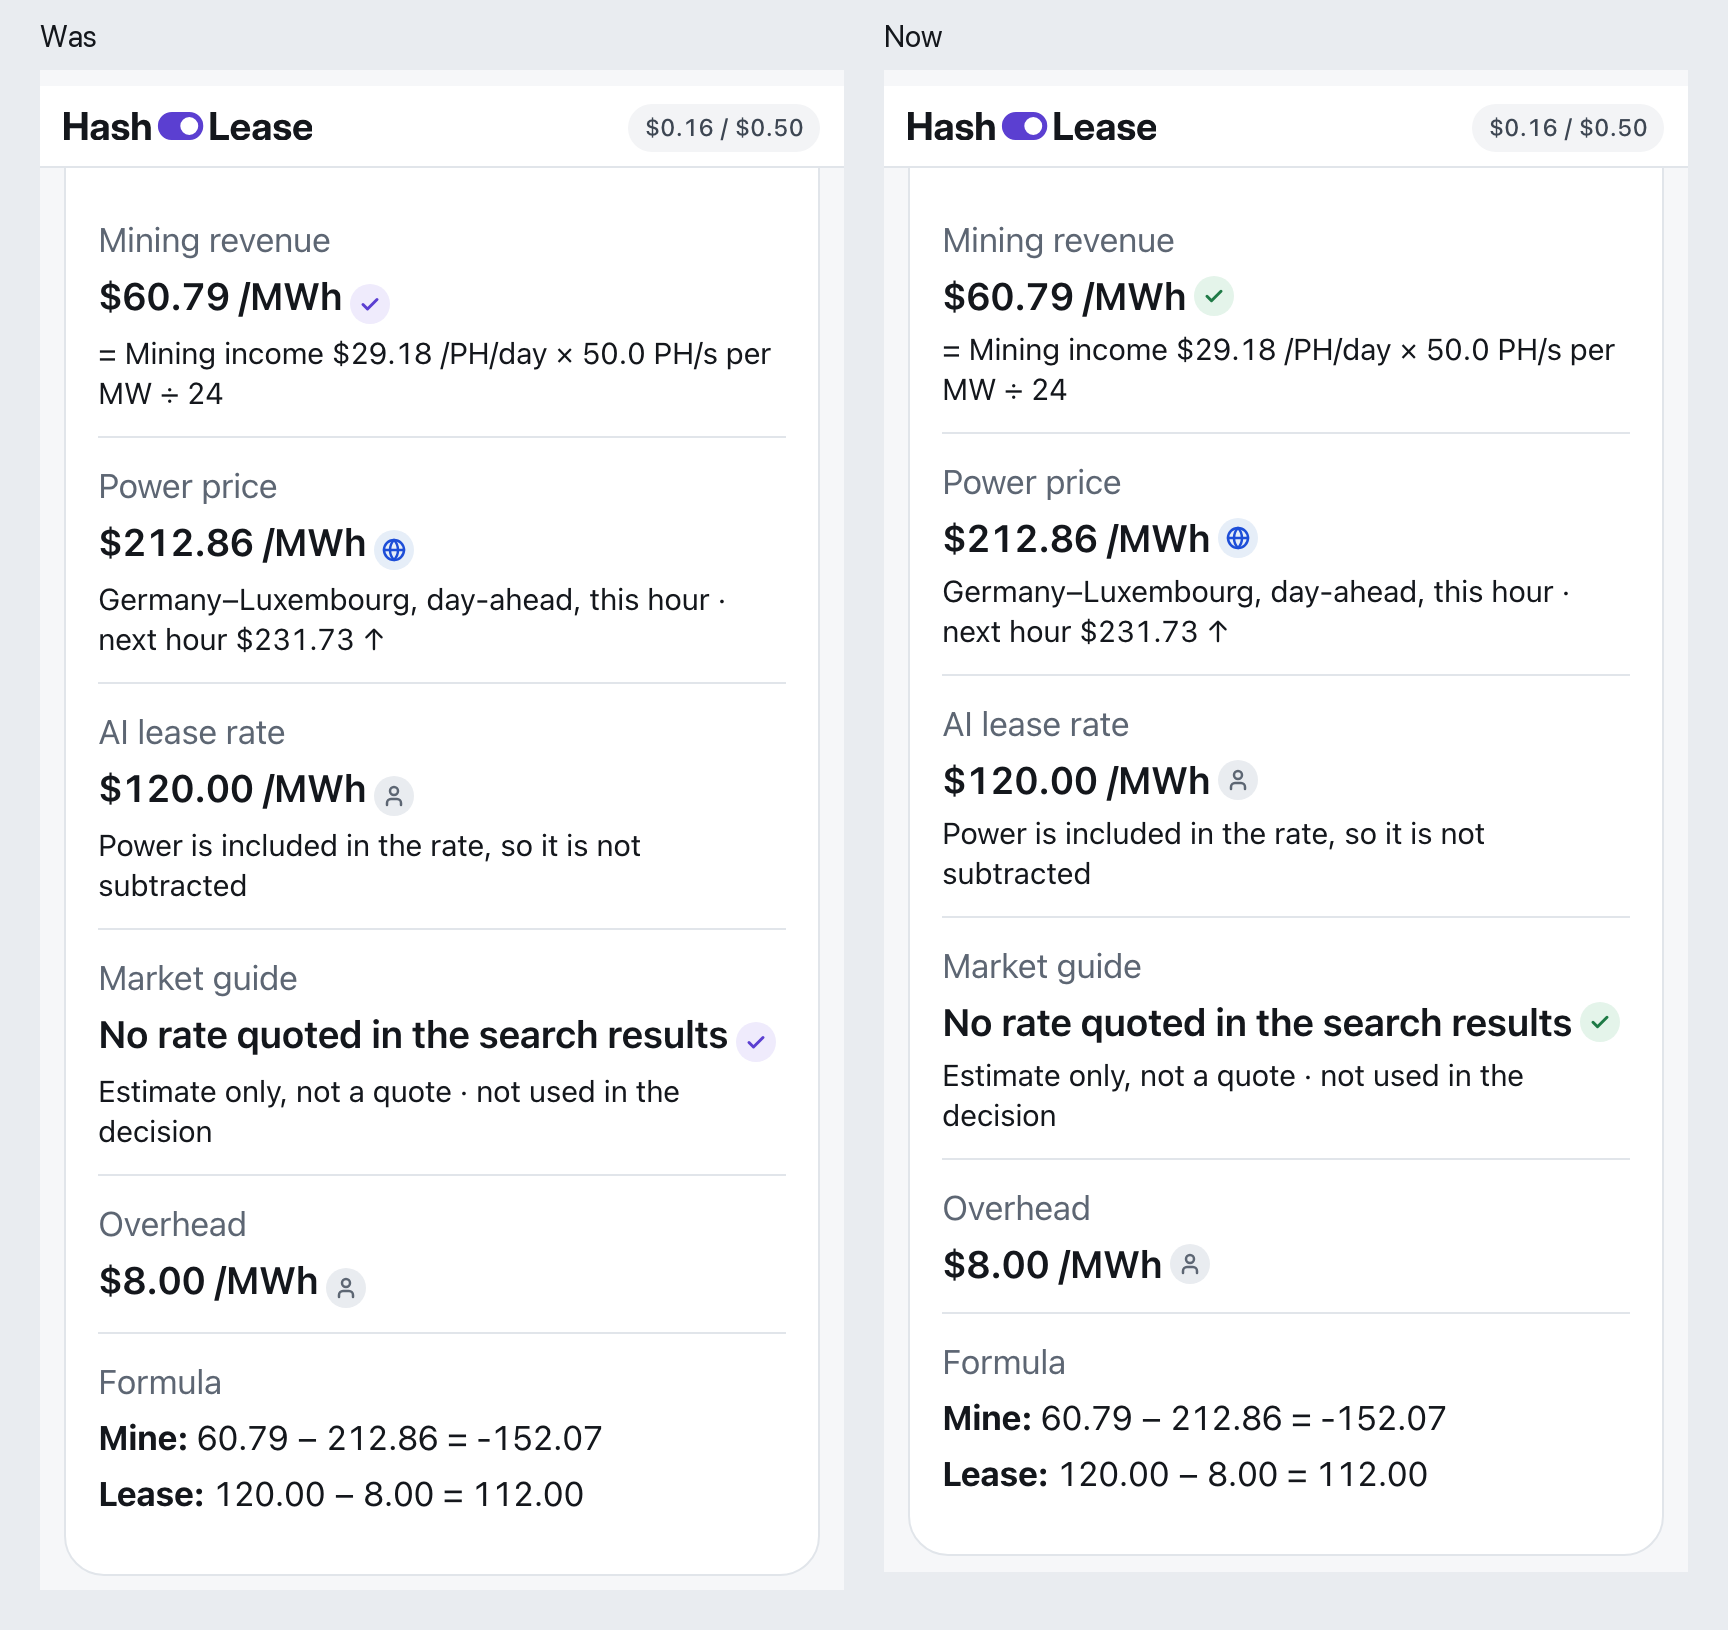 Was
Hash Lease
$0.16 / $0.50
Mining revenue
$60.79 /MWh
= Mining income $29.18 /PH/day × 50.0 PH/s per
MW ÷ 24
Power price
$212.86 /MWh
Germany–Luxembourg, day-ahead, this hour ·
next hour $231.73 ↑
AI lease rate
$120.00 /MWh
Power is included in the rate, so it is not
subtracted
Market guide
No rate quoted in the search results
Estimate only, not a quote · not used in the
decision
Overhead
$8.00 /MWh
Formula
Mine: 60.79 – 212.86 = -152.07
Lease: 120.00 – 8.00 = 112.00
Now
Hash Lease
$0.16 / $0.50
Mining revenue
$60.79 /MWh
= Mining income $29.18 /PH/day × 50.0 PH/s per
MW ÷ 24
Power price
$212.86 /MWh
Germany–Luxembourg, day-ahead, this hour ·
next hour $231.73 ↑
AI lease rate
$120.00 /MWh
Power is included in the rate, so it is not
subtracted
Market guide
No rate quoted in the search results
Estimate only, not a quote · not used in the
decision
Overhead
$8.00 /MWh
Formula
Mine: 60.79 – 212.86 = -152.07
Lease: 120.00 – 8.00 = 112.00